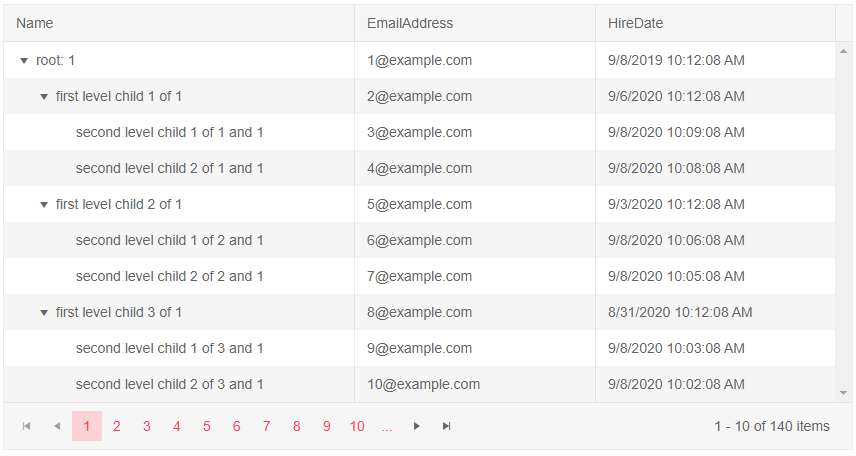 Name EmailAddress HireDate
root: 1 1@example.com 9/8/2019 10:12:08 AM
first level child 1 of 1 2@example.com 9/6/2020 10:12:08 AM
second level child 1 of 1 and 1 3@example.com 9/8/2020 10:09:08 AM
second level child 2 of 1 and 1 4@example.com 9/8/2020 10:08:08 AM
first level child 2 of 1 5@example.com 9/3/2020 10:12:08 AM
second level child 1 of 2 and 1 6@example.com 9/8/2020 10:06:08 AM
second level child 2 of 2 and 1 7@example.com 9/8/2020 10:05:08 AM
first level child 3 of 1 8@example.com 8/31/2020 10:12:08 AM
second level child 1 of 3 and 1 9@example.com 9/8/2020 10:03:08 AM
second level child 2 of 3 and 1 10@example.com 9/8/2020 10:02:08 AM
1 2 3 4 5 6 7 8 9 10 ... 1 - 10 of 140 items